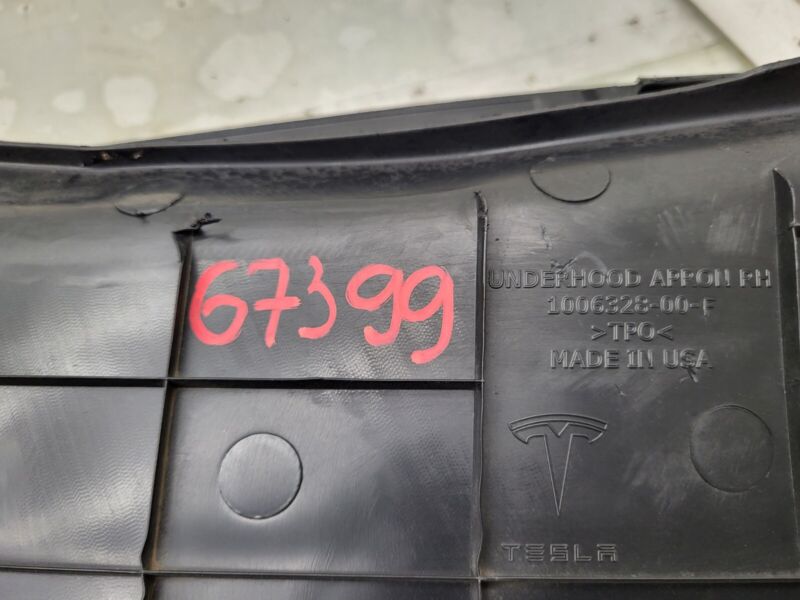 67399
UNDERHOOD APRON RH
1006328-00-F
>TPO<
MADE IN USA
TESLA